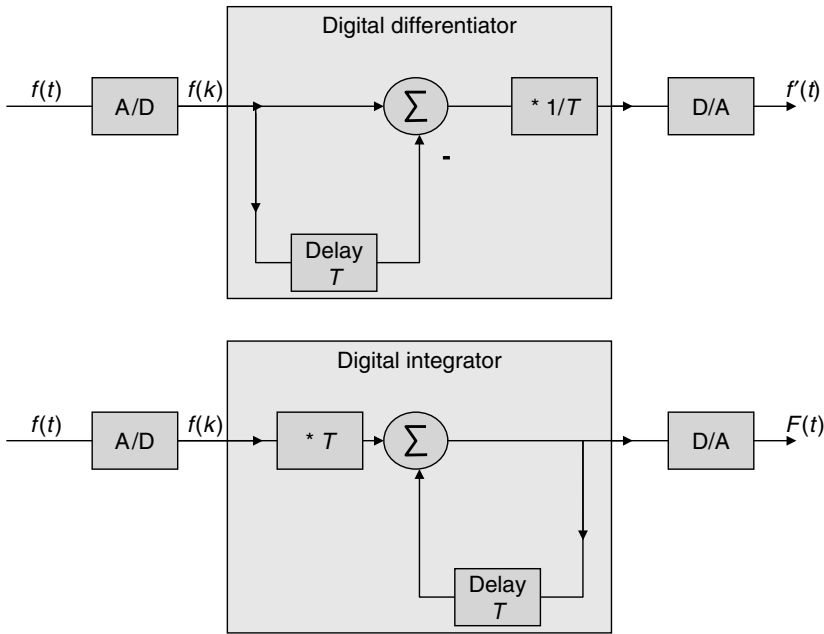 Digital differentiator
f(t)
A/D
f(k)
Σ
* 1/T
D/A
f'(t)
-
Delay
T
Digital integrator
f(t)
A/D
f(k)
* T
Σ
D/A
F(t)
Delay
T